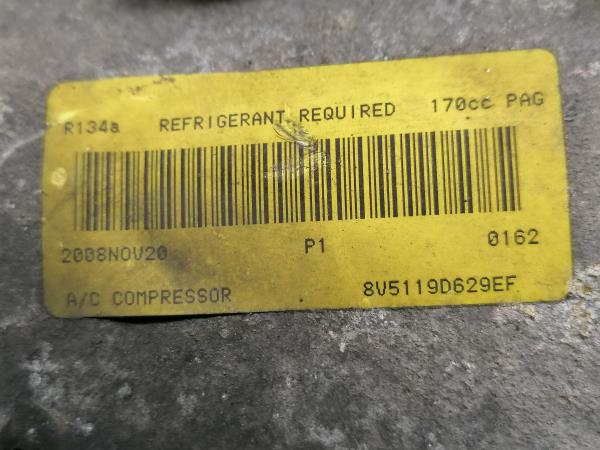 R134a REFRIGERANT REQUIRED 170cc PAG
2008NOV20 P1 0162
A/C COMPRESSOR 8V5119D629EF